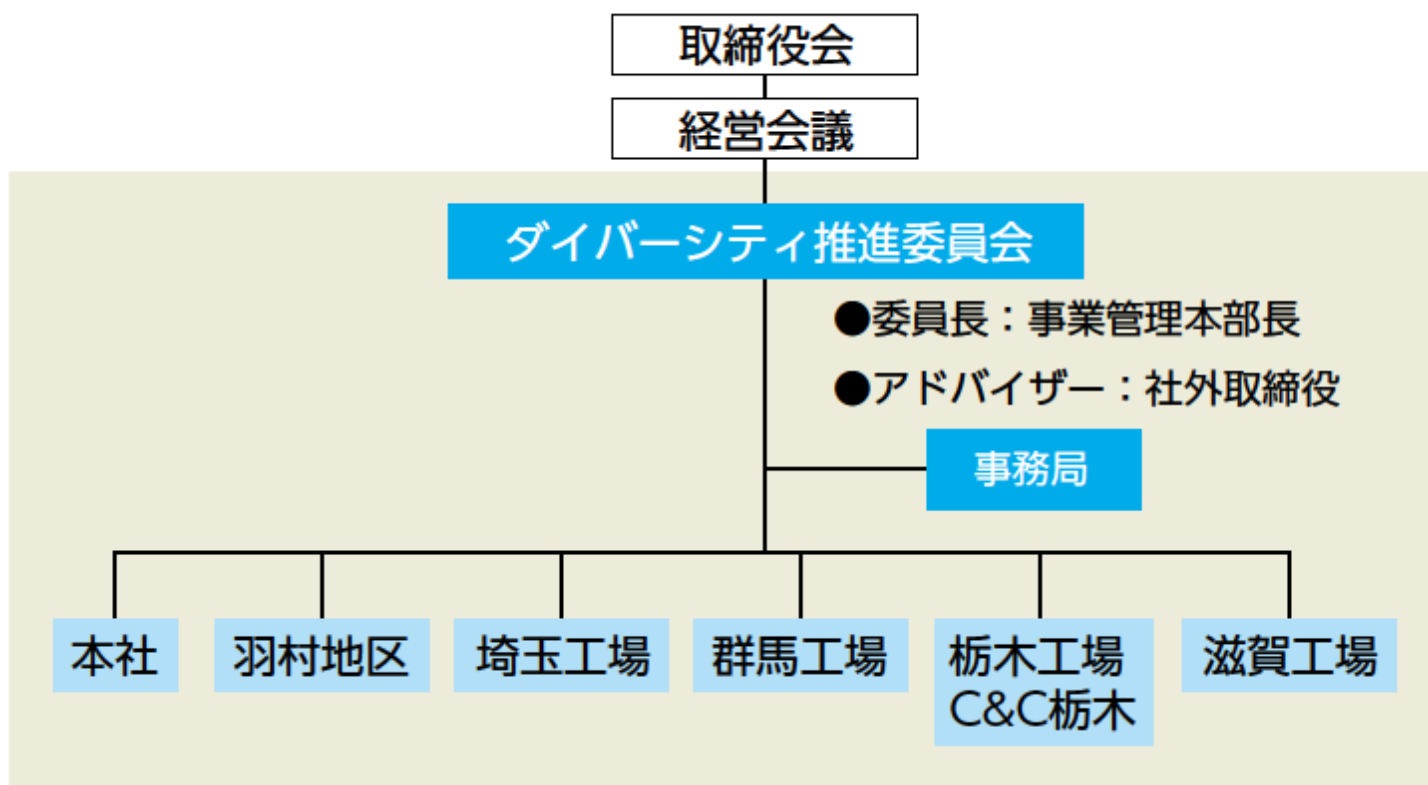 取締役会
経営会議
ダイバーシティ推進委員会
●委員長：事業管理本部長
●アドバイザー：社外取締役
事務局
本社
羽村地区
埼玉工場
群馬工場
栃木工場
C&C栃木
滋賀工場